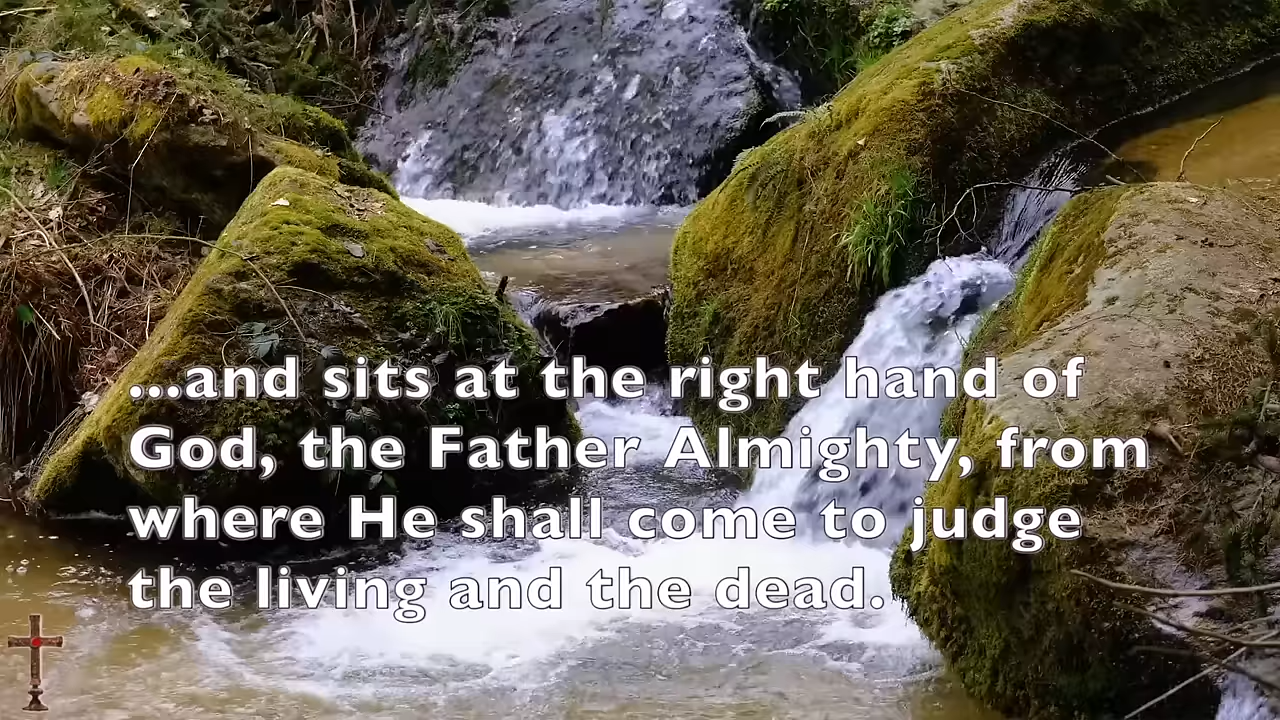 ...and sits at the right hand of
God, the Father Almighty, from
where He shall come to judge
the living and the dead.